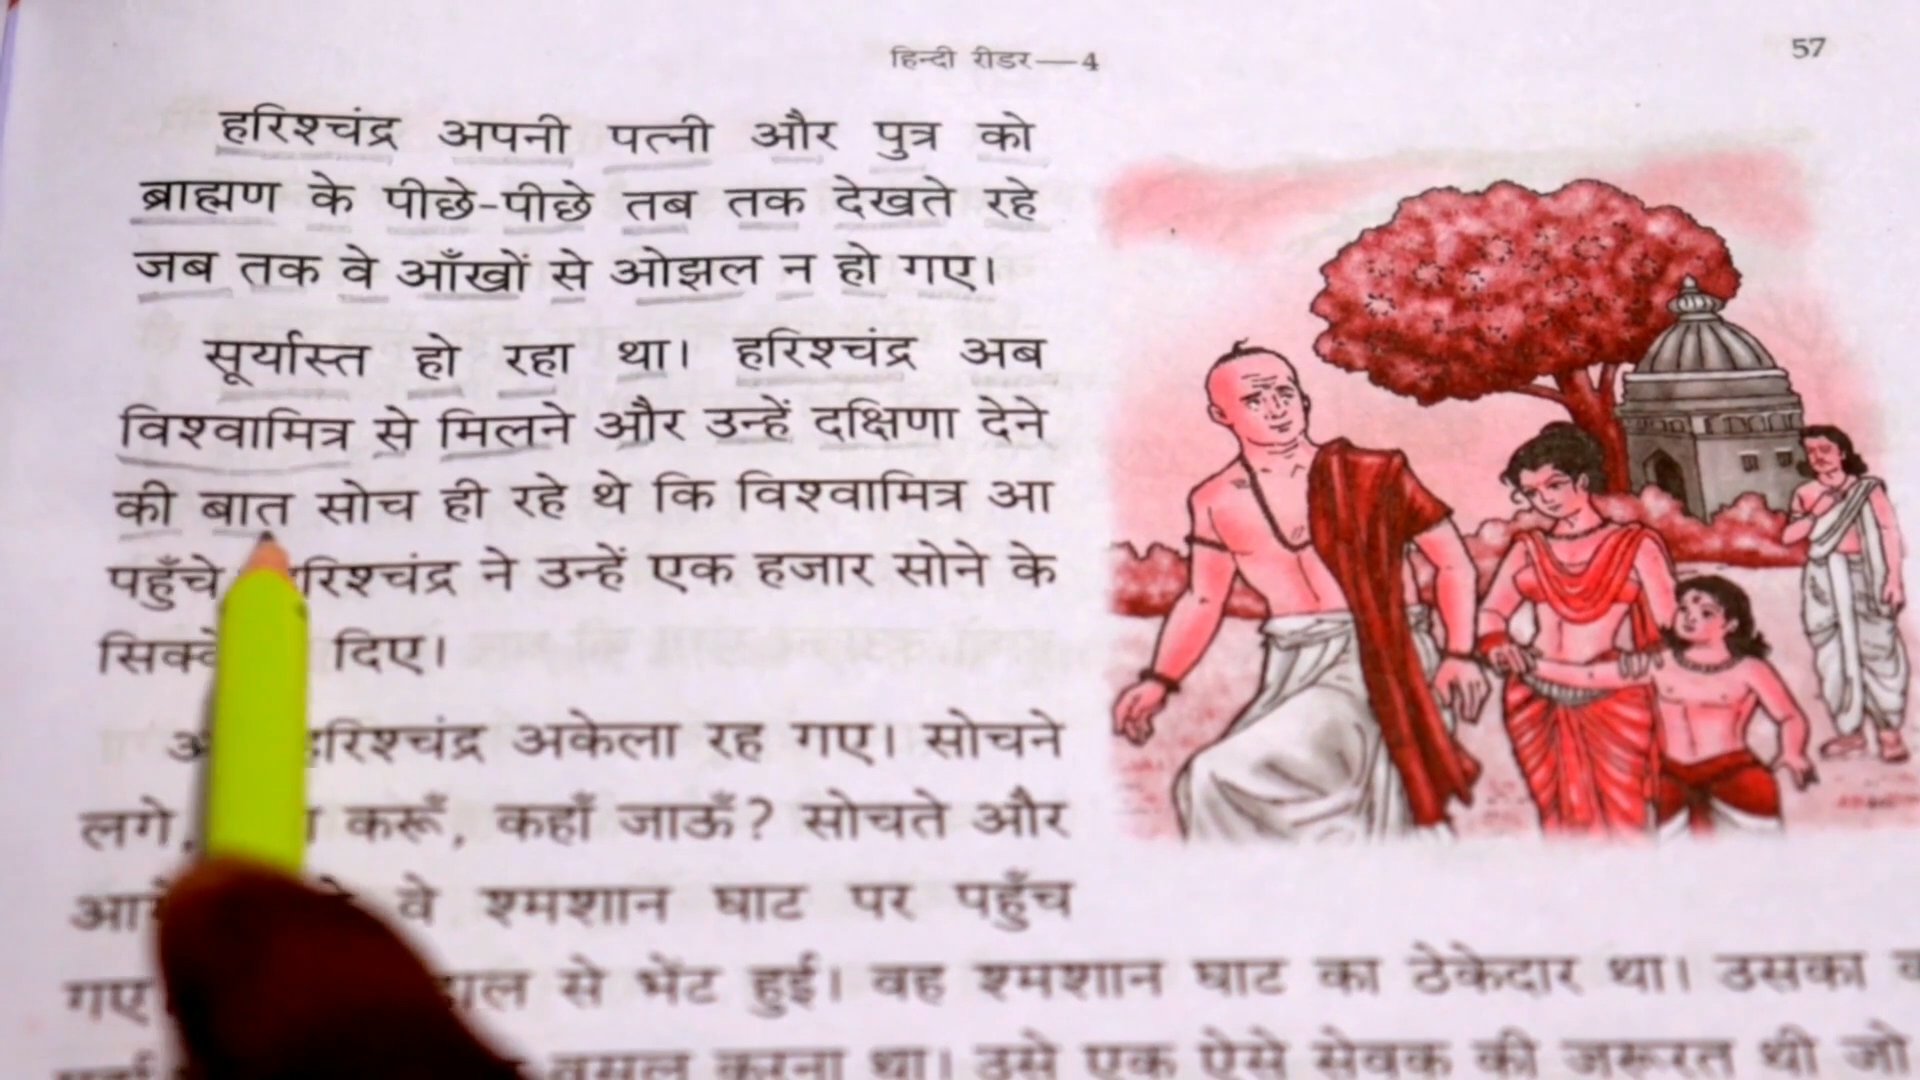 हिन्दी रीडर—4
57
हरिश्चंद्र अपनी पत्नी और पुत्र को
ब्राह्मण के पीछे-पीछे तब तक देखते रहे
जब तक वे आँखों से ओझल न हो गए।
सूर्यास्त हो रहा था। हरिश्चंद्र अब
विश्वामित्र से मिलने और उन्हें दक्षिणा देने
की बात सोच ही रहे थे कि विश्वामित्र आ
पहुँचे ने उन्हें एक हजार सोने के
दिए।
अकेला रह गए। सोचने
लगे, करूँ, कहाँ जाऊँ? सोचते और
वे श्मशान घाट पर पहुँच
गए से भेंट हुई। वह श्मशान घाट का ठेकेदार था। उसका
वसूल करना था। उसे एक ऐसे सेवक की जरूरत थी जो